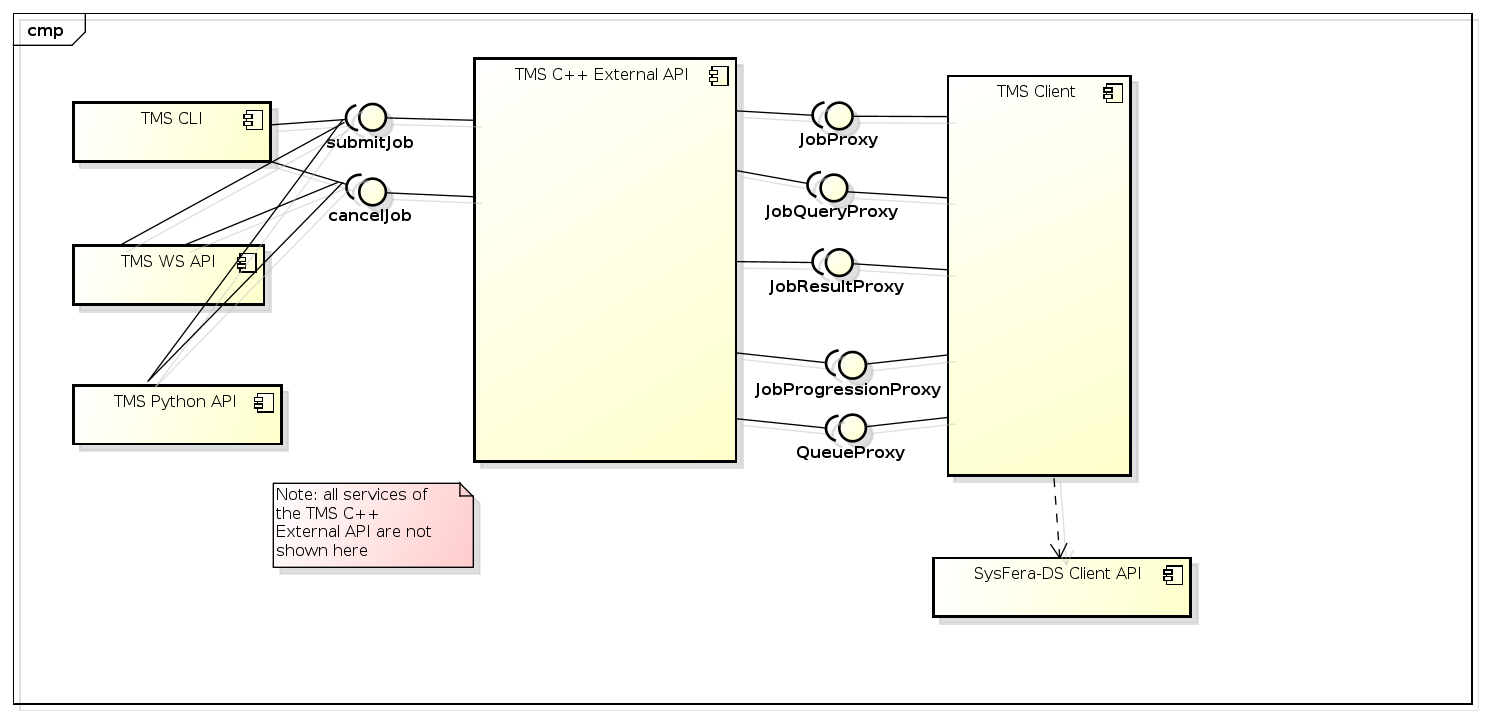 cmp
TMS CLI
submitJob
cancelJob
TMS WS API
TMS Python API
TMS C++ External API
JobProxy
JobQueryProxy
JobResultProxy
JobProgressionProxy
QueueProxy
TMS Client
Note: all services of
the TMS C++
External API are not
shown here
SysFera-DS Client API